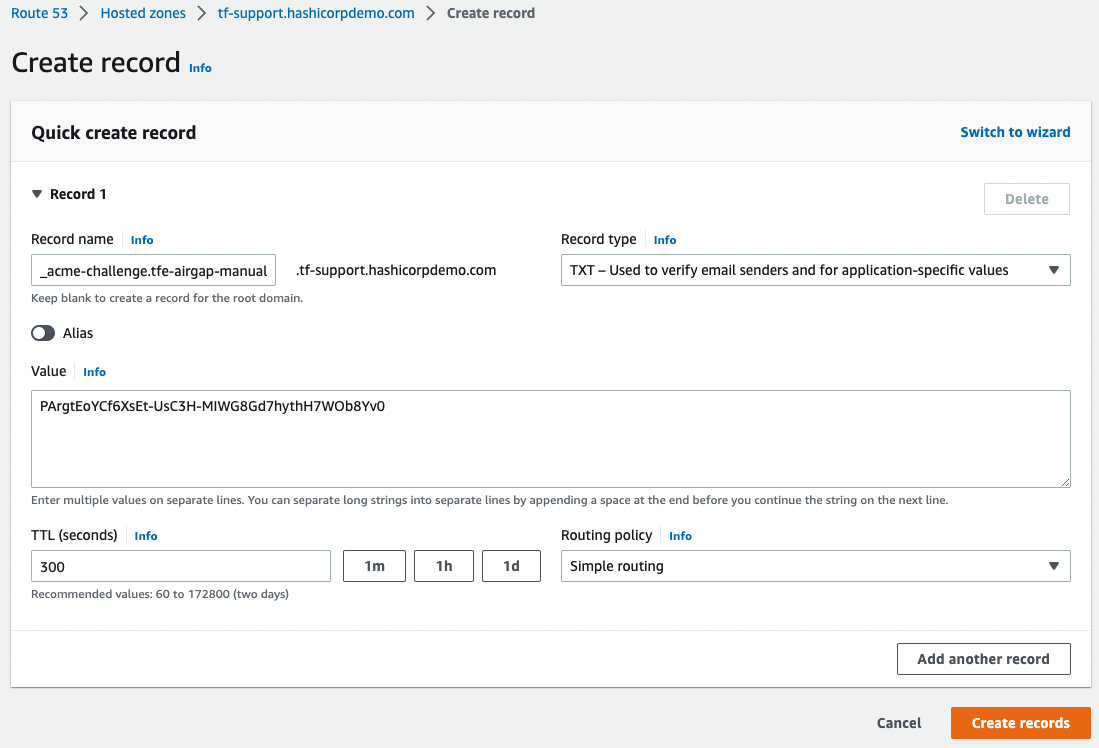 Route 53 > Hosted zones > tf-support.hashicorpdemo.com > Create record
Create record Info
Quick create record Switch to wizard
Record 1 Delete
Record name Info Record type Info
_acme-challenge.tfe-airgap-manual .tf-support.hashicorpdemo.com TXT – Used to verify email senders and for application-specific values
Keep blank to create a record for the root domain.
Alias
Value Info
PArgtEoYCf6XsEt-UsC3H-MIWG8Gd7hythH7WOb8Yv0
Enter multiple values on separate lines. You can separate long strings into separate lines by appending a space at the end before you continue the string on the next line.
TTL (seconds) Info Routing policy Info
300 1m 1h 1d Simple routing
Recommended values: 60 to 172800 (two days)
Add another record
Cancel Create records